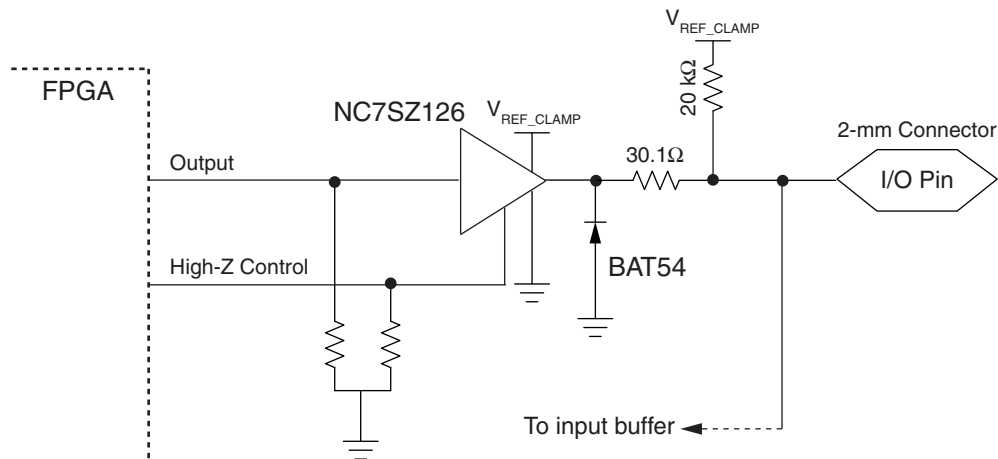 FPGA
Output
High-Z Control
NC7SZ126
V_REF_CLAMP
30.1Ω
V_REF_CLAMP
20 kΩ
BAT54
2-mm Connector
I/O Pin
To input buffer